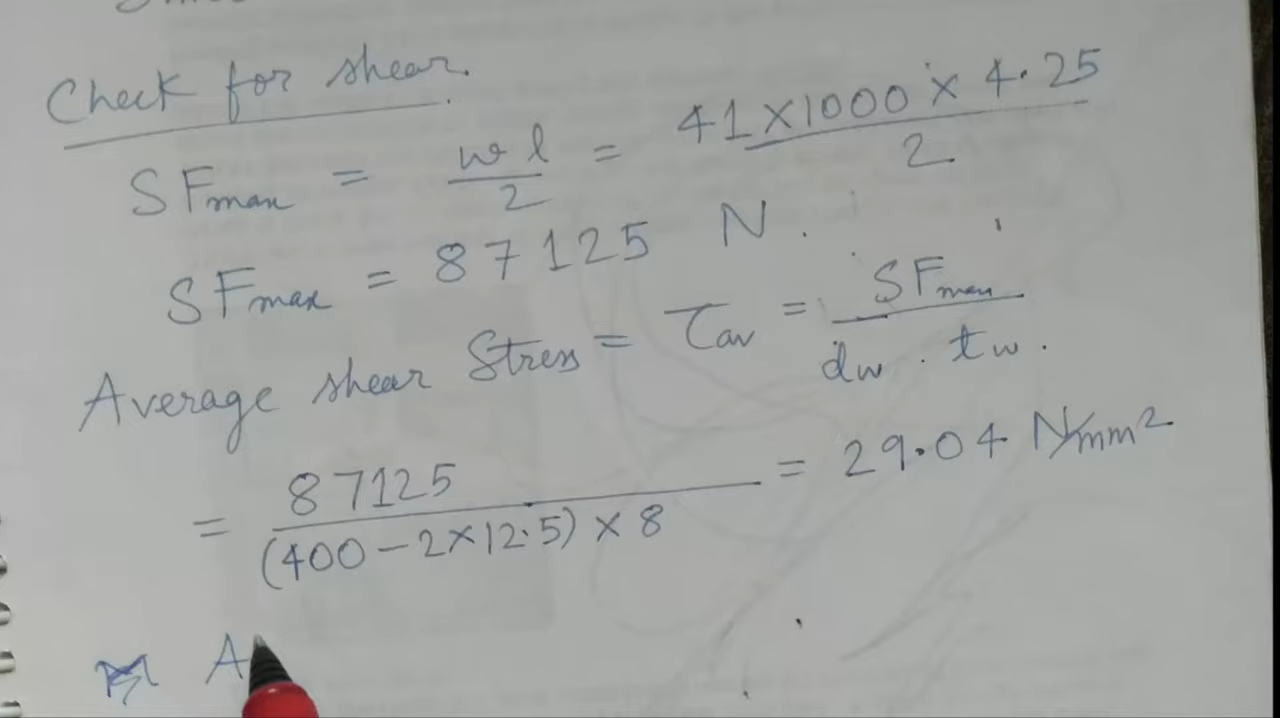 Check for shear.
SFmax = wl/2 = 41×1000×4.25/2
SFmax = 87125 N.
Average shear Stress = τav = SFmax/dw.tw.
= 87125/(400-2×12.5)×8 = 29.04 N/mm²
A